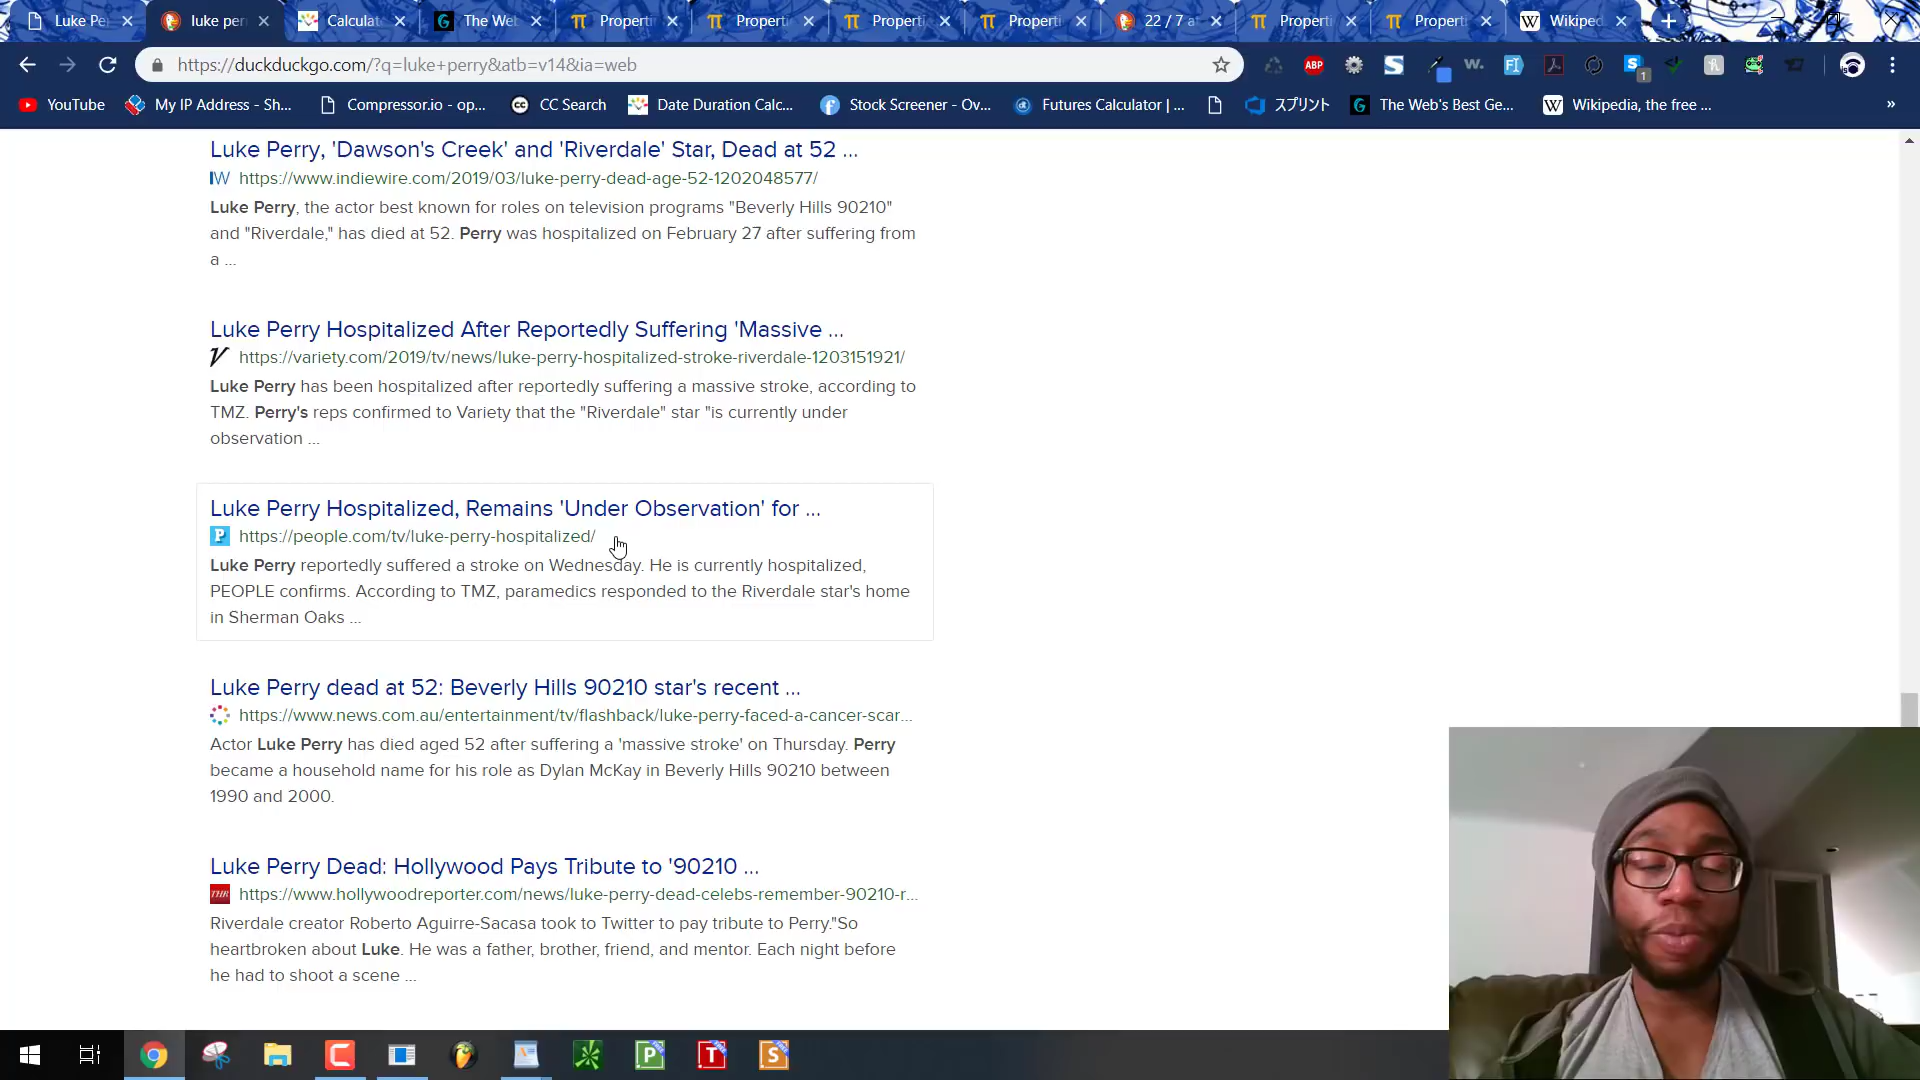 Luke Pe
luke per
Calculat
The Wel
Properti
Properti
Properti
Properti
22 / 7 a
Properti
Properti
Wikiped
https://duckduckgo.com/?q=luke+perry&atb=v14&ia=web
ABP
1
YouTube
My IP Address - Sh...
Compressor.io - op...
CC Search
Date Duration Calc...
Stock Screener - Ov...
Futures Calculator | ...
スプリント
The Web's Best Ge...
Wikipedia, the free ...
»
Luke Perry, 'Dawson's Creek' and 'Riverdale' Star, Dead at 52 ...
IW https://www.indiewire.com/2019/03/luke-perry-dead-age-52-1202048577/
Luke Perry, the actor best known for roles on television programs "Beverly Hills 90210"
and "Riverdale," has died at 52. Perry was hospitalized on February 27 after suffering from
a ...
Luke Perry Hospitalized After Reportedly Suffering 'Massive ...
V https://variety.com/2019/tv/news/luke-perry-hospitalized-stroke-riverdale-1203151921/
Luke Perry has been hospitalized after reportedly suffering a massive stroke, according to
TMZ. Perry's reps confirmed to Variety that the "Riverdale" star "is currently under
observation ...
Luke Perry Hospitalized, Remains 'Under Observation' for ...
P https://people.com/tv/luke-perry-hospitalized/
Luke Perry reportedly suffered a stroke on Wednesday. He is currently hospitalized,
PEOPLE confirms. According to TMZ, paramedics responded to the Riverdale star's home
in Sherman Oaks ...
Luke Perry dead at 52: Beverly Hills 90210 star's recent ...
https://www.news.com.au/entertainment/tv/flashback/luke-perry-faced-a-cancer-scar...
Actor Luke Perry has died aged 52 after suffering a 'massive stroke' on Thursday. Perry
became a household name for his role as Dylan McKay in Beverly Hills 90210 between
1990 and 2000.
Luke Perry Dead: Hollywood Pays Tribute to '90210 ...
THR https://www.hollywoodreporter.com/news/luke-perry-dead-celebs-remember-90210-r...
Riverdale creator Roberto Aguirre-Sacasa took to Twitter to pay tribute to Perry."So
heartbroken about Luke. He was a father, brother, friend, and mentor. Each night before
he had to shoot a scene ...
P
T
S